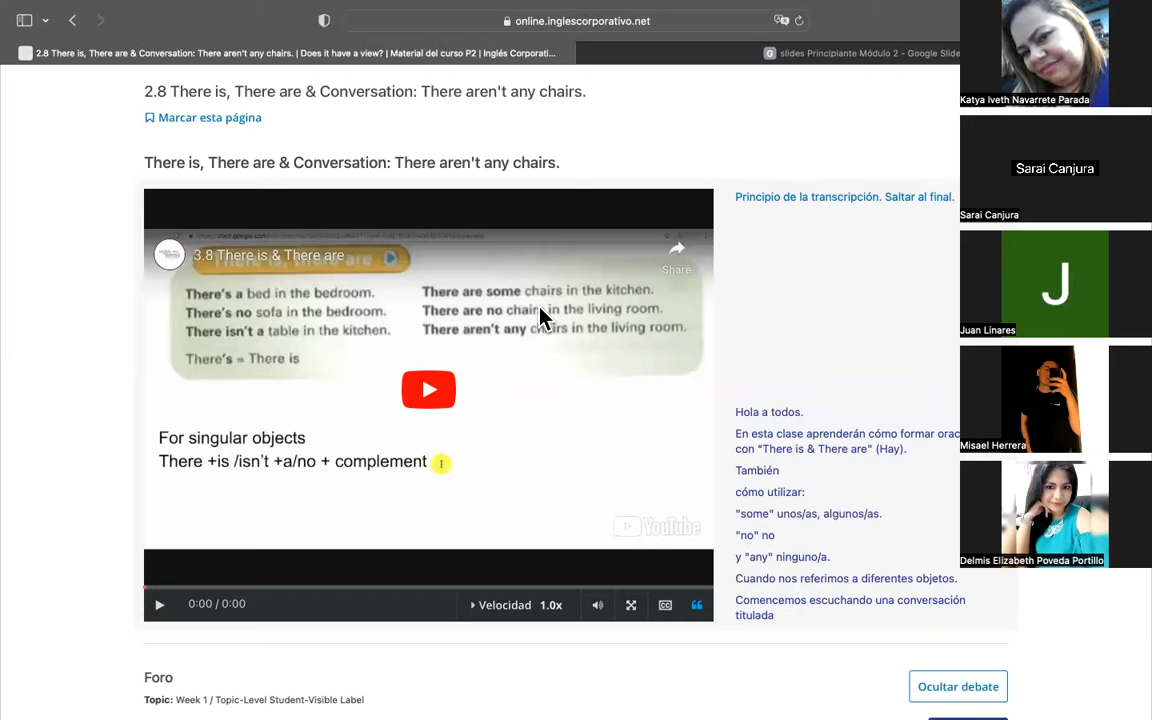 online.inglescorporativo.net
2.8 There is, There are & Conversation: There aren't any chairs. | Does it have a view? | Material del curso P2 | Inglés Corporati...
G slides Principiante Módulo 2 - Google Slide
2.8 There is, There are & Conversation: There aren't any chairs.
Marcar esta página
There is, There are & Conversation: There aren't any chairs.
3.8 There is & There are
Share
There's a bed in the bedroom.
There's no sofa in the bedroom.
There isn't a table in the kitchen.
There's = There is
There are some chairs in the kitchen.
There are no chairs in the living room.
There aren't any chairs in the living room.
For singular objects
There +is /isn't +a/no + complement
YouTube
0:00 / 0:00
Velocidad 1.0x
CC
Principio de la transcripción. Saltar al final.
Hola a todos.
En esta clase aprenderán cómo formar orac
con "There is & There are" (Hay).
También
cómo utilizar:
"some" unos/as, algunos/as.
"no" no
y "any" ninguno/a.
Cuando nos referimos a diferentes objetos.
Comencemos escuchando una conversación
titulada
Foro
Topic: Week 1 / Topic-Level Student-Visible Label
Ocultar debate
Katya Iveth Navarrete Parada
Sarai Canjura
Sarai Canjura
J
Juan Linares
Misael Herrera
Delmis Elizabeth Poveda Portillo